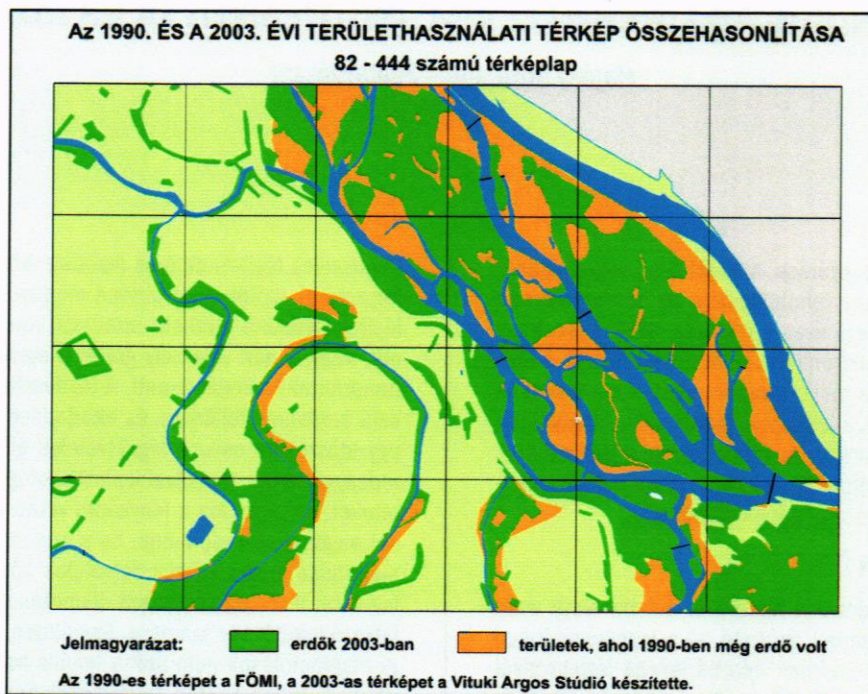 Az 1990. ÉS A 2003. ÉVI TERÜLETHASZNÁLATI TÉRKÉP ÖSSZEHASONLÍTÁSA
82 - 444 számú térképlap
Jelmagyarázat: erdők 2003-ban területek, ahol 1990-ben még erdő volt
Az 1990-es térképet a FÖMI, a 2003-as térképet a Vituki Argos Stúdió készítette.